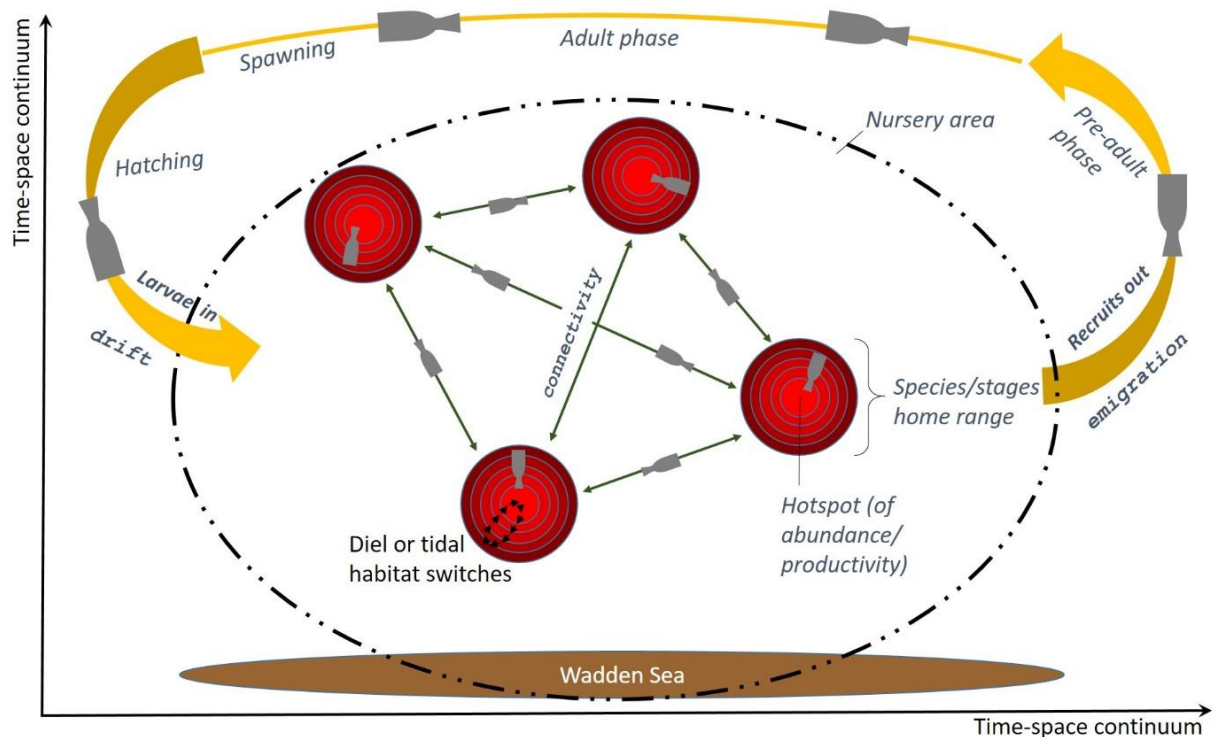 Time-space continuum
Spawning
Adult phase
Nursery area
Hatching
Pre-adult
phase
Larvae in
drift
connectivity
Recruits out
emigration
Species/stages
home range
Hotspot (of
abundance/
productivity)
Diel or tidal
habitat switches
Wadden Sea
Time-space continuum